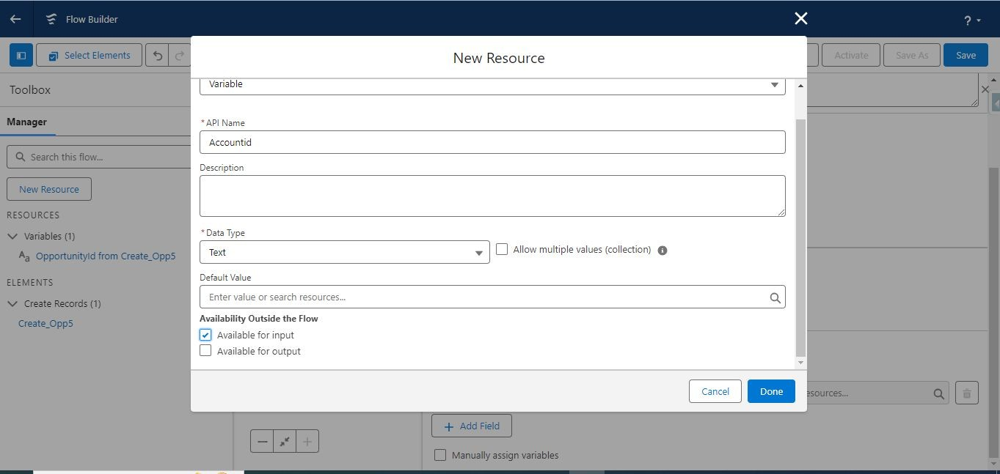 Flow Builder
?
New Resource
Select Elements
Activate
Save As
Save
Toolbox
Variable
Manager
* API Name
Accountid
Search this flow...
Description
New Resource
RESOURCES
Variables (1)
Aa OpportunityId from Create_Opp5
* Data Type
Text
Allow multiple values (collection)
ELEMENTS
Create Records (1)
Create_Opp5
Default Value
Enter value or search resources...
Availability Outside the Flow
Available for input
Available for output
Cancel
Done
esources...
+ Add Field
Manually assign variables